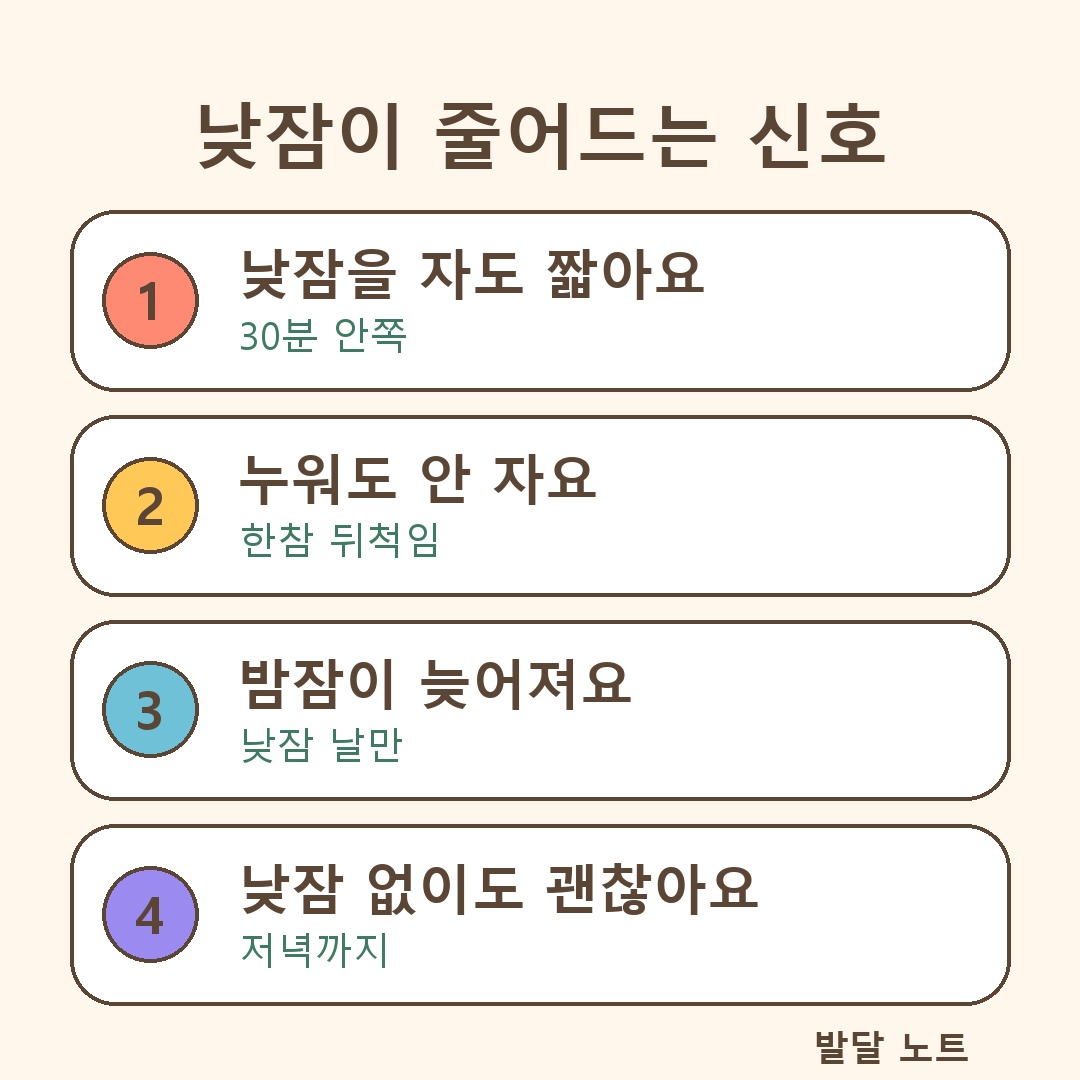 낮잠이 줄어드는 신호
1
낮잠을 자도 짧아요
30분 안쪽
2
누워도 안 자요
한참 뒤척임
3
밤잠이 늦어져요
낮잠 날만
4
낮잠 없이도 괜찮아요
저녁까지
발달 노트